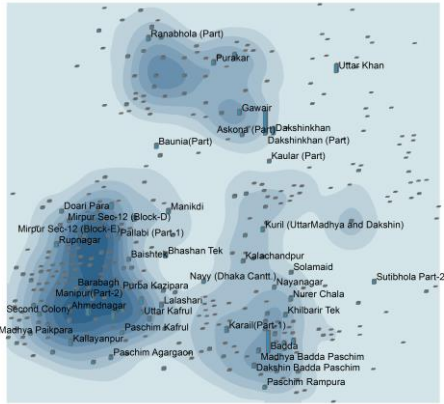 Ranabhola (Part)
Purakar
Uttar Khan
Gawair
Askona (Part)
Dakshinkhan
Dakshinkhan (Part)
Baunia(Part)
Kaular (Part)
Doari Para
Manikdi
Mirpur Sec-12 (Block-D)
Mirpur Sec-12 (Block-E)
Pallabi (Part-1)
Kuril (UttarMadhya and Dakshin)
Rupnagar
Bhashan Tek
Baishtek
Kalachandpur
Solamaid
Navy (Dhaka Cantt.)
Nayanagar
Sutibhola Part-2
Barabagh
Purba Kazipara
Manipur(Part-2)
Lalashari
Nurer Chala
Second Colony
Ahmednagar
Uttar Kafrul
Khilbarir Tek
Madhya Paikpara
Paschim Kafrul
Karail(Part-1)
Kallayanpur
Badda
Paschim Agargaon
Madhya Badda Paschim
Dakshin Badda Paschim
Paschim Rampura